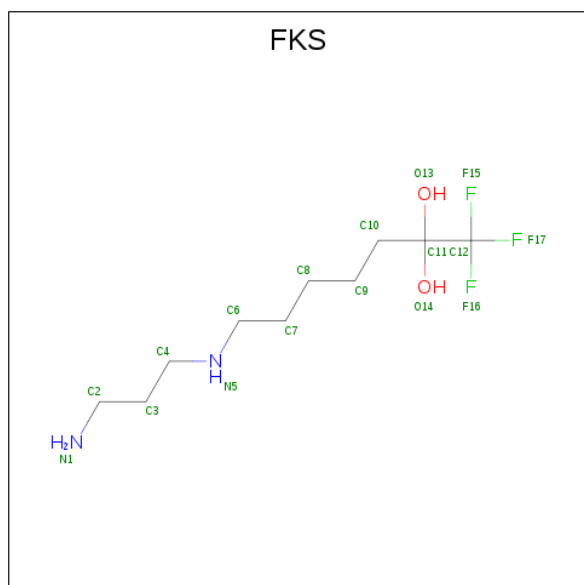 FKS
O13 F15
OH F
C10
F F17
C11 C12
C8
OH F
C9 O14 F16
C6
C7
C4
N
H N5
C2
C3
H2N
N1